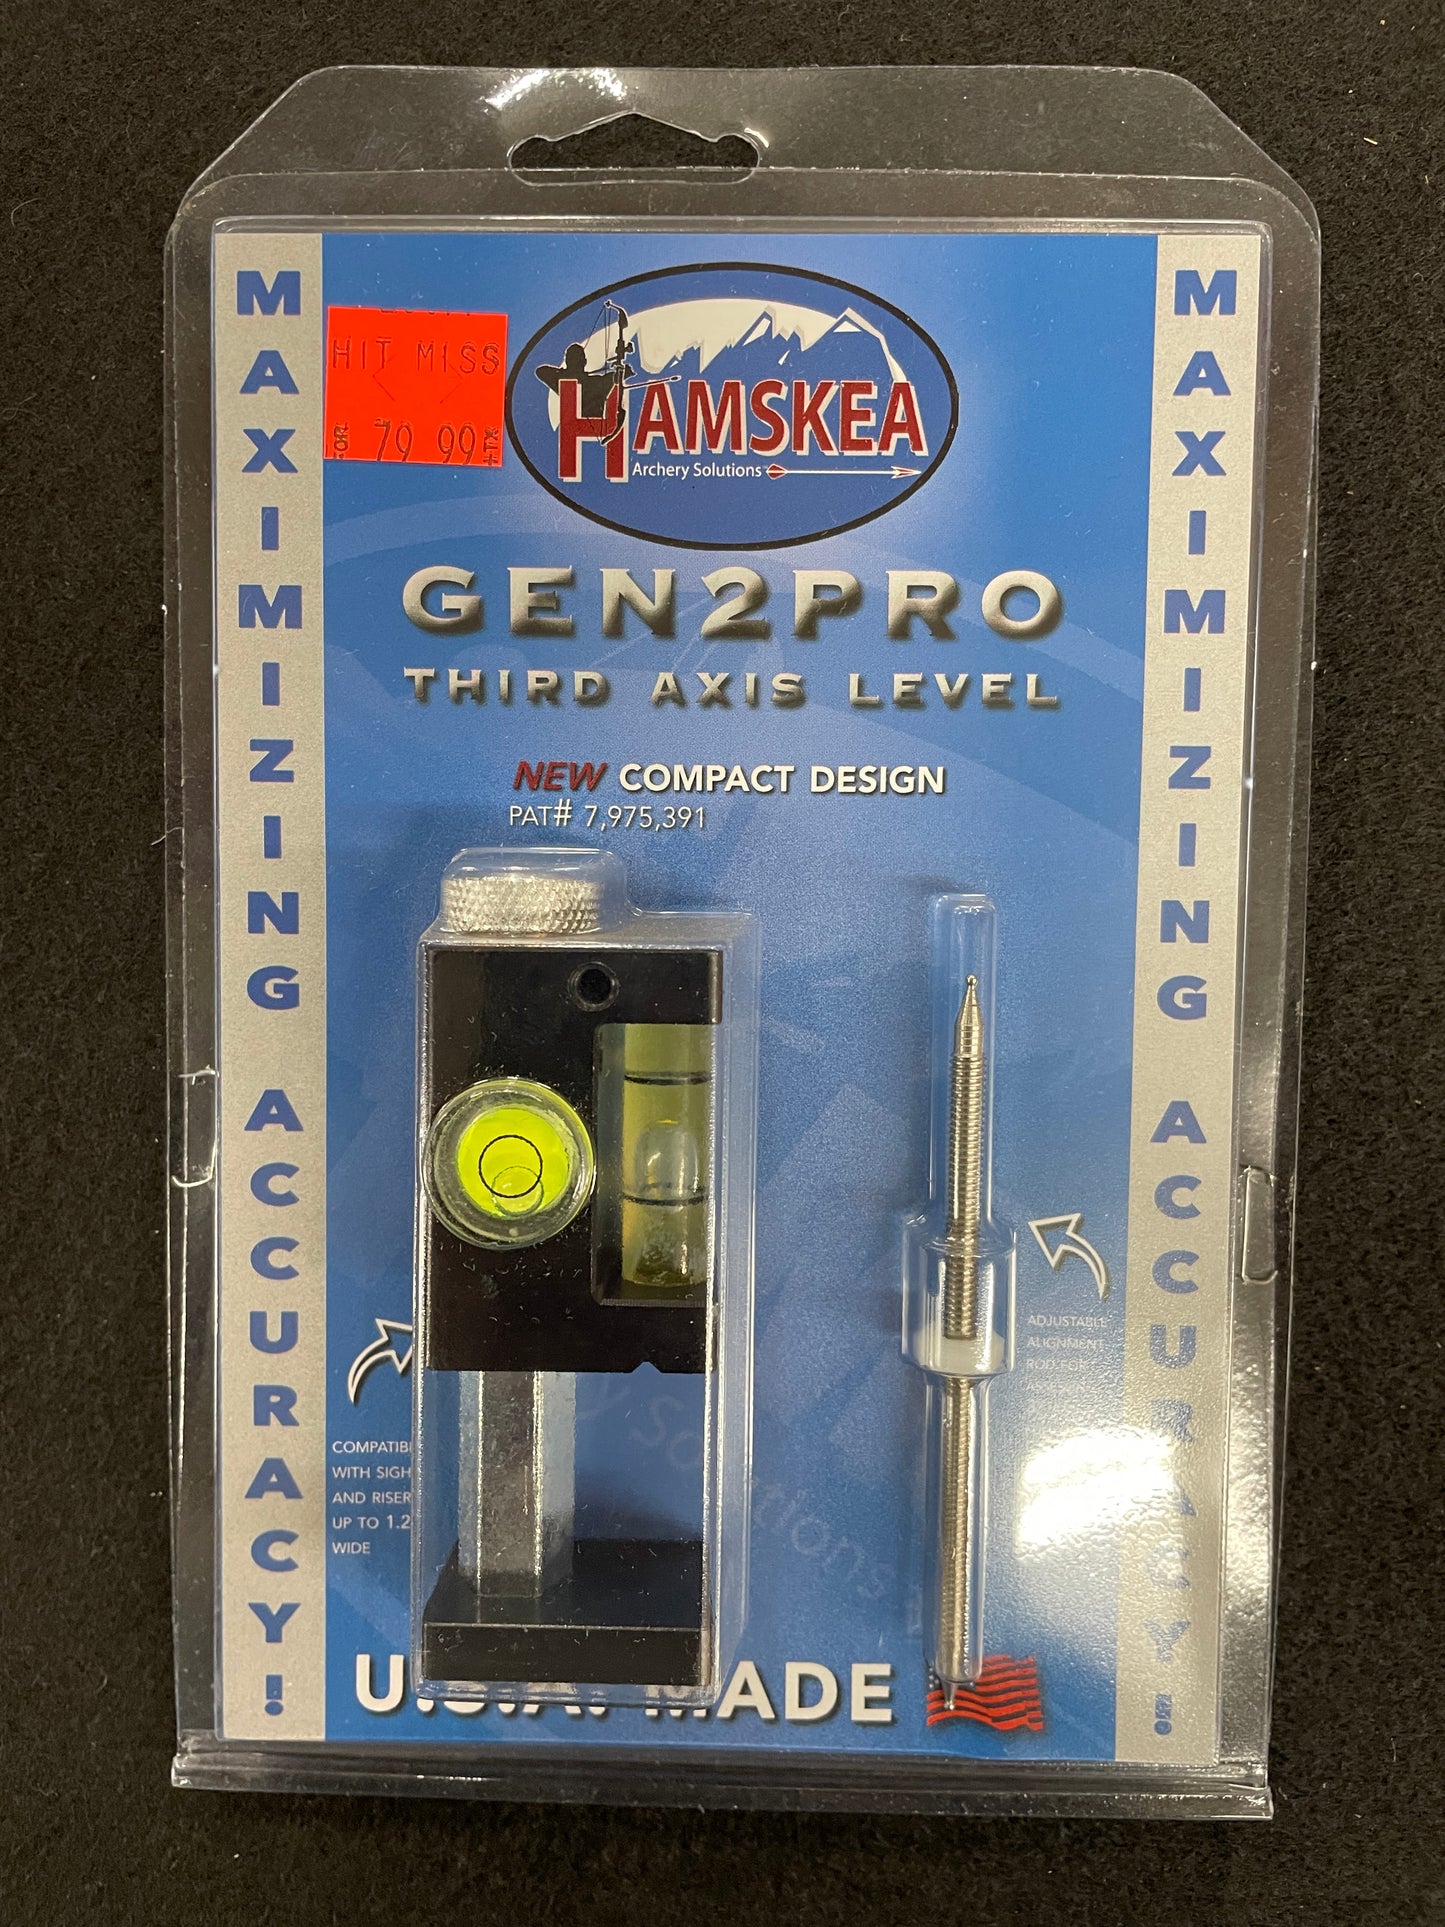 MAXIMIZING ACCURACY!
HIT MISS
79 99
HAMSKEA
Archery Solutions
GEN2PRO
THIRD AXIS LEVEL
NEW COMPACT DESIGN
PAT# 7,975,391
ADJUSTABLE
ALIGNMENT
ROD FOR
COMPATIB
WITH SIGH
AND RISER
UP TO 1.2
WIDE
U.S.A. MADE
MAXIMIZING ACCURACY!